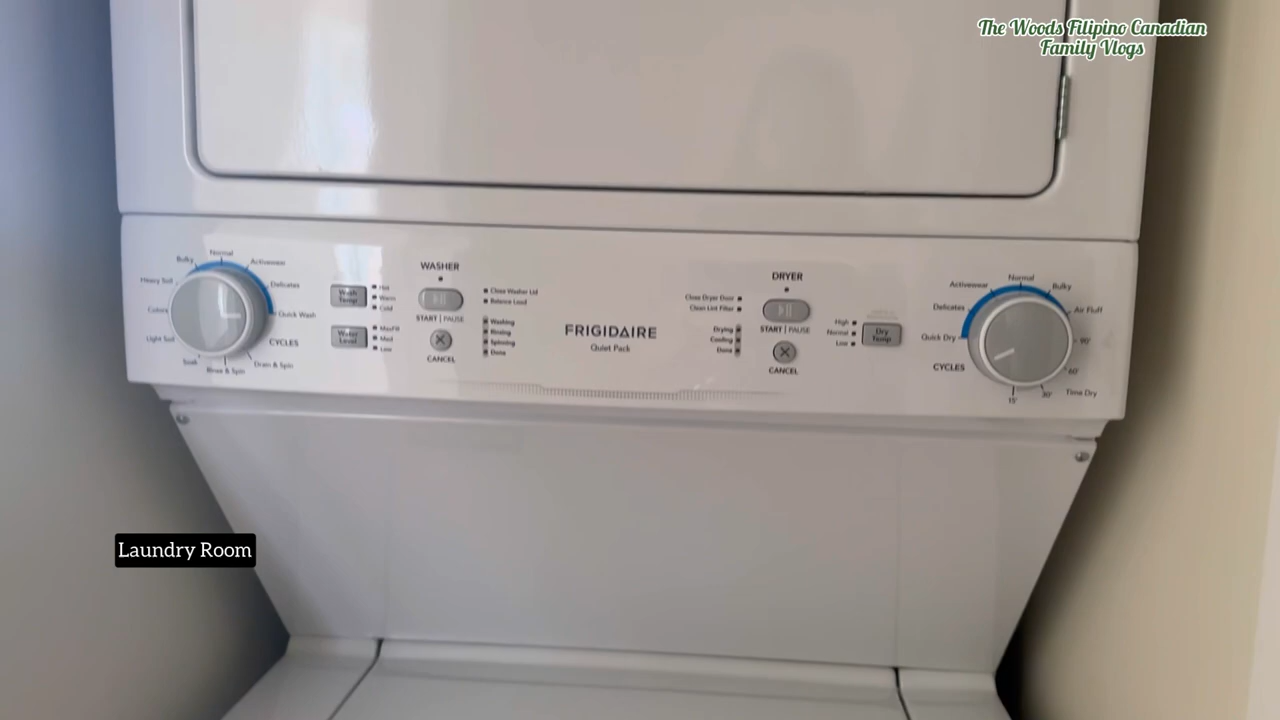 The Woods Filipino Canadian
Family Vlogs
Normal
Bulky
Activewear
Heavy Soil
Delicates
Colors
Quick Wash
Light Soil
CYCLES
Soak
Drain & Spin
Rinse & Spin
Wash
Temp
Hot
Warm
Cold
Water
Level
MaxFill
Med
Low
WASHER
START | PAUSE
CANCEL
Close Washer Lid
Balance Load
Washing
Rinsing
Spinning
Done
FRIGIDAIRE
Quiet Pack
Close Dryer Door
Clean Lint Filter
Drying
Cooling
Done
DRYER
START | PAUSE
CANCEL
High
Normal
Low
Dry
Temp
Normal
Activewear
Bulky
Delicates
Air Fluff
Quick Dry
90'
CYCLES
60'
15'
30'
Time Dry
Laundry Room